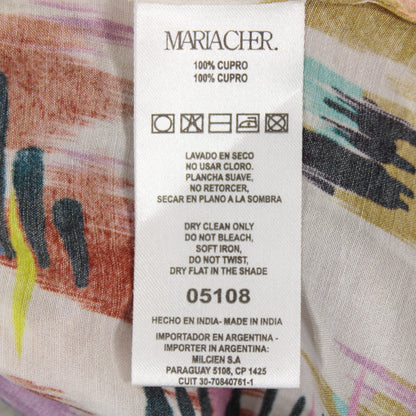 MARIACHER.
100% CUPRO
100% CUPRO
LAVADO EN SECO
NO USAR CLORO.
PLANCHA SUAVE,
NO RETORCER,
SECAR EN PLANO A LA SOMBRA
DRY CLEAN ONLY
DO NOT BLEACH,
SOFT IRON,
DO NOT TWIST,
DRY FLAT IN THE SHADE
05108
HECHO EN INDIA- MADE IN INDIA
IMPORTADOR EN ARGENTINA -
IMPORTER IN ARGENTINA:
MILCIEN S.A
PARAGUAY 5108, CP 1425
CUIT 30-70840761-1